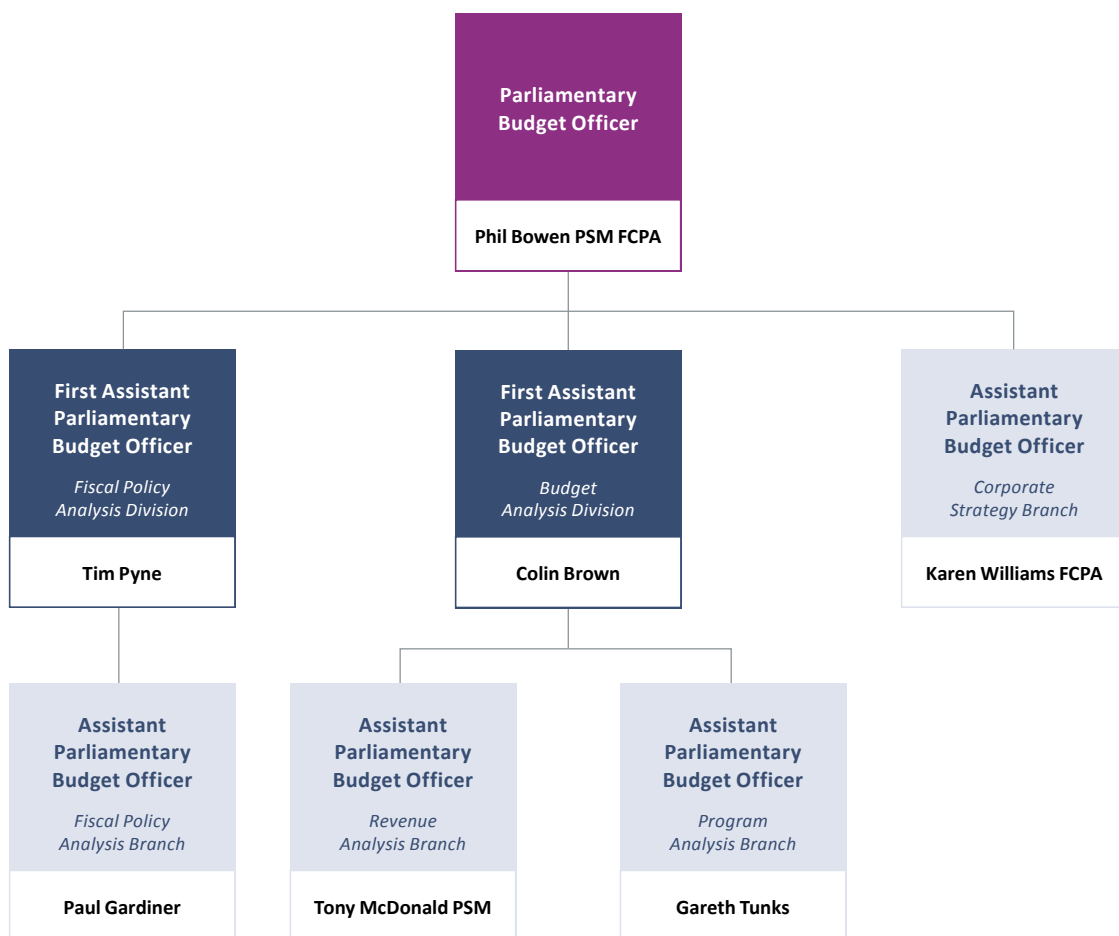 Parliamentary
Budget Officer
Phil Bowen PSM FCPA
First Assistant
Parliamentary
Budget Officer
Fiscal Policy
Analysis Division
Tim Pyne
First Assistant
Parliamentary
Budget Officer
Budget
Analysis Division
Colin Brown
Assistant
Parliamentary
Budget Officer
Corporate
Strategy Branch
Karen Williams FCPA
Assistant
Parliamentary
Budget Officer
Fiscal Policy
Analysis Branch
Paul Gardiner
Assistant
Parliamentary
Budget Officer
Revenue
Analysis Branch
Tony McDonald PSM
Assistant
Parliamentary
Budget Officer
Program
Analysis Branch
Gareth Tunks